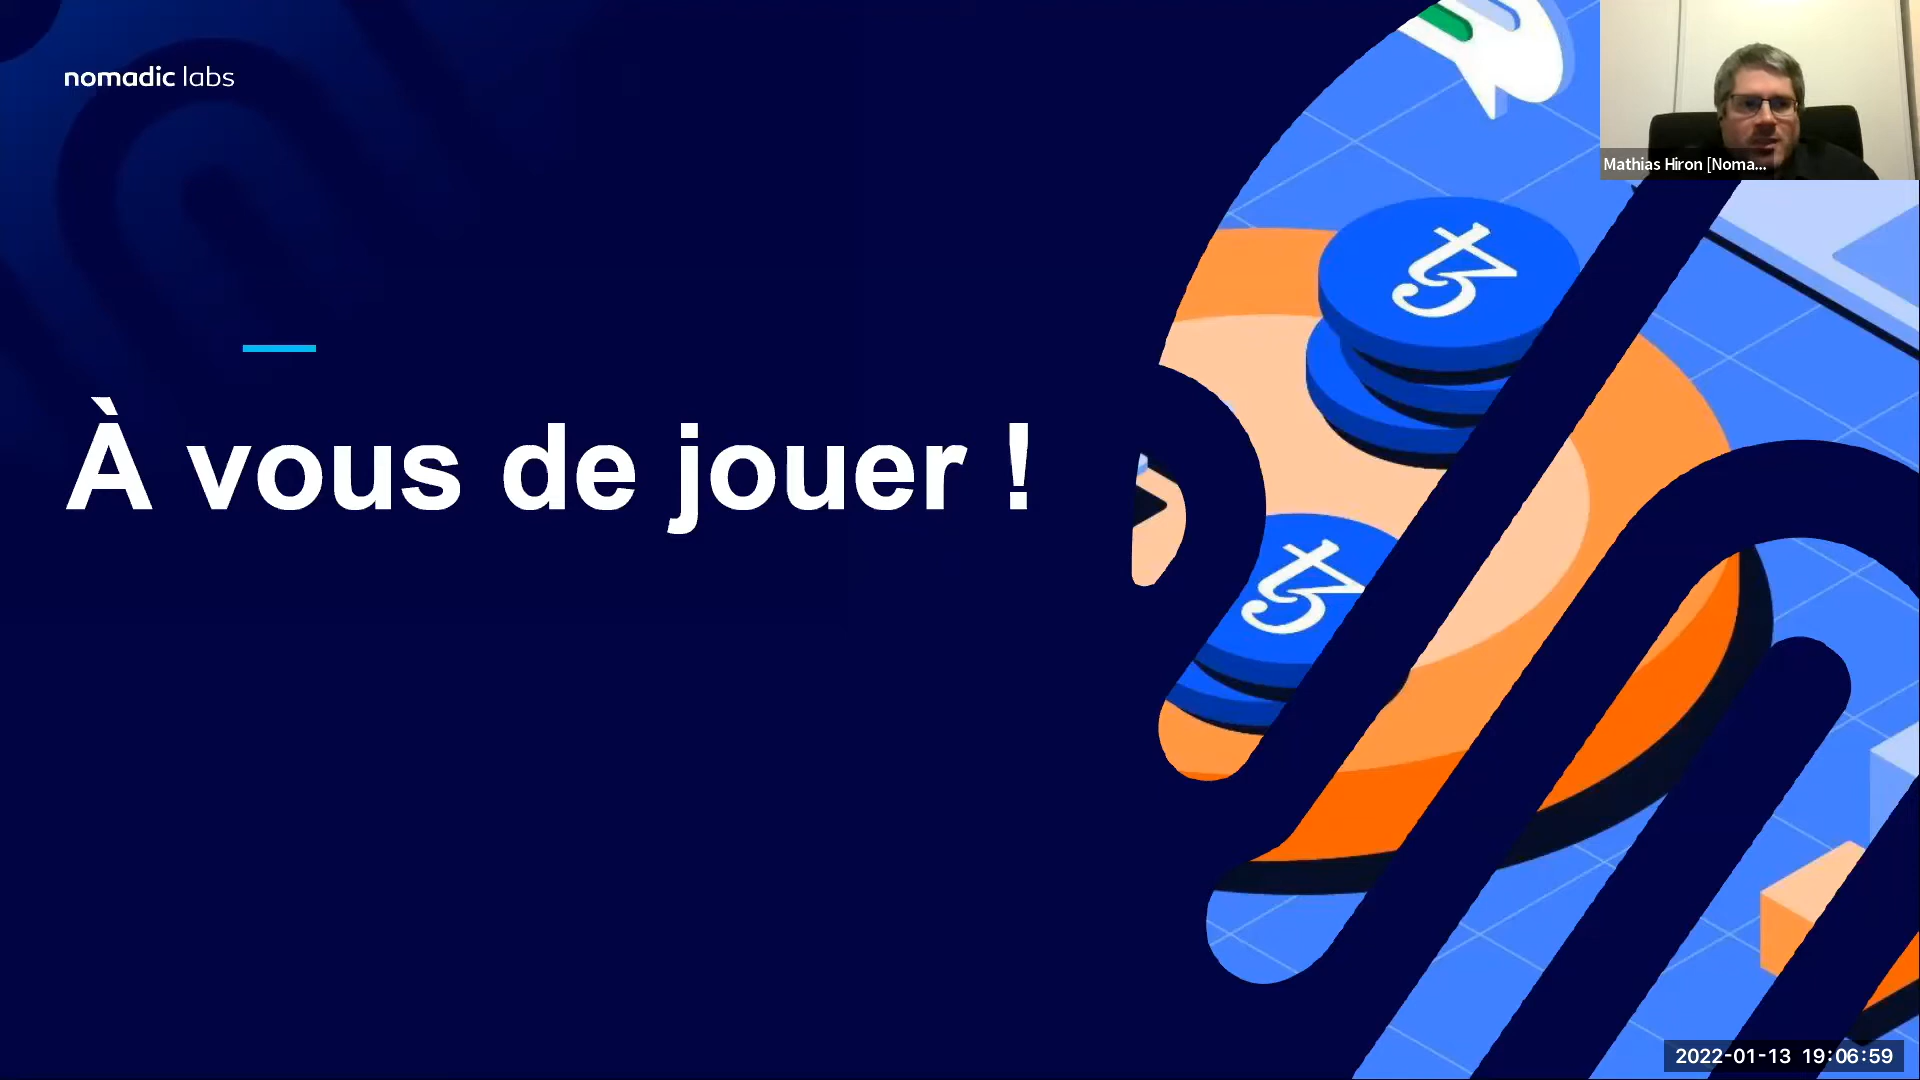 nomadic labs
Mathias Hiron [Noma...
À vous de jouer !
2022-01-13 19:06:59